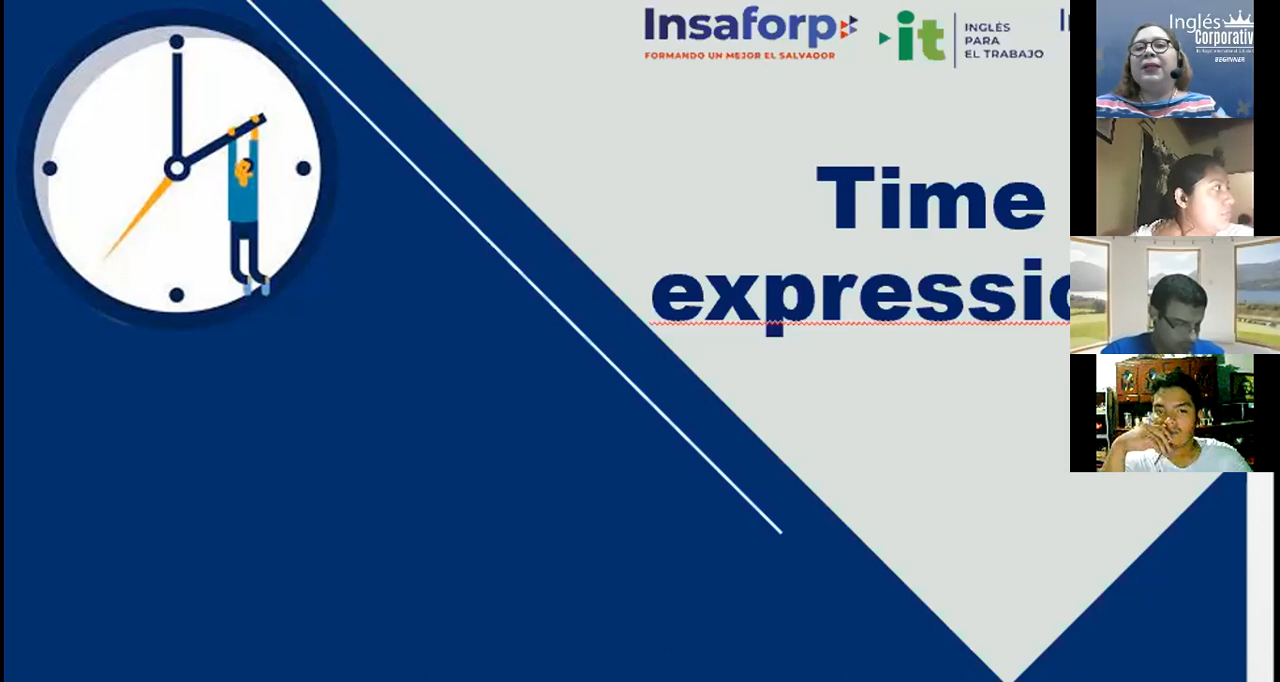 Insaforp
FORMANDO UN MEJOR EL SALVADOR
it
INGLÉS
PARA
EL TRABAJO
Time
expressio
Inglés
Corporativ
BEGINNER